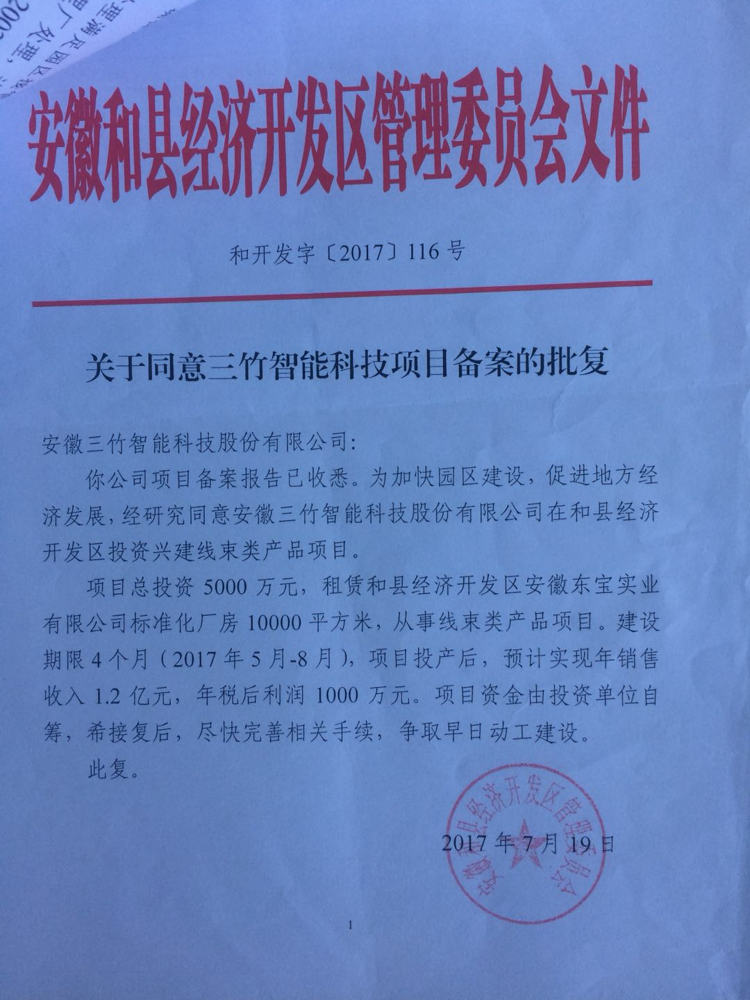 理满足园区接
理厂处理，
安徽和县经济开发区管理委员会文件
和开发字〔2017〕116 号
关于同意三竹智能科技项目备案的批复
安徽三竹智能科技股份有限公司:
你公司项目备案报告已收悉。为加快园区建设，促进地方经
济发展，经研究同意安徽三竹智能科技股份有限公司在和县经济
开发区投资兴建线束类产品项目。
项目总投资 5000 万元，租赁和县经济开发区安徽东宝实业
有限公司标准化厂房 10000 平方米，从事线束类产品项目。建设
期限 4 个月（2017 年 5 月-8 月），项目投产后，预计实现年销售
收入 1.2 亿元，年税后利润 1000 万元。项目资金由投资单位自
筹，希接复后，尽快完善相关手续，争取早日动工建设。
此复。
安徽和县经济开发区管理委员会
2017 年 7 月 19 日
1